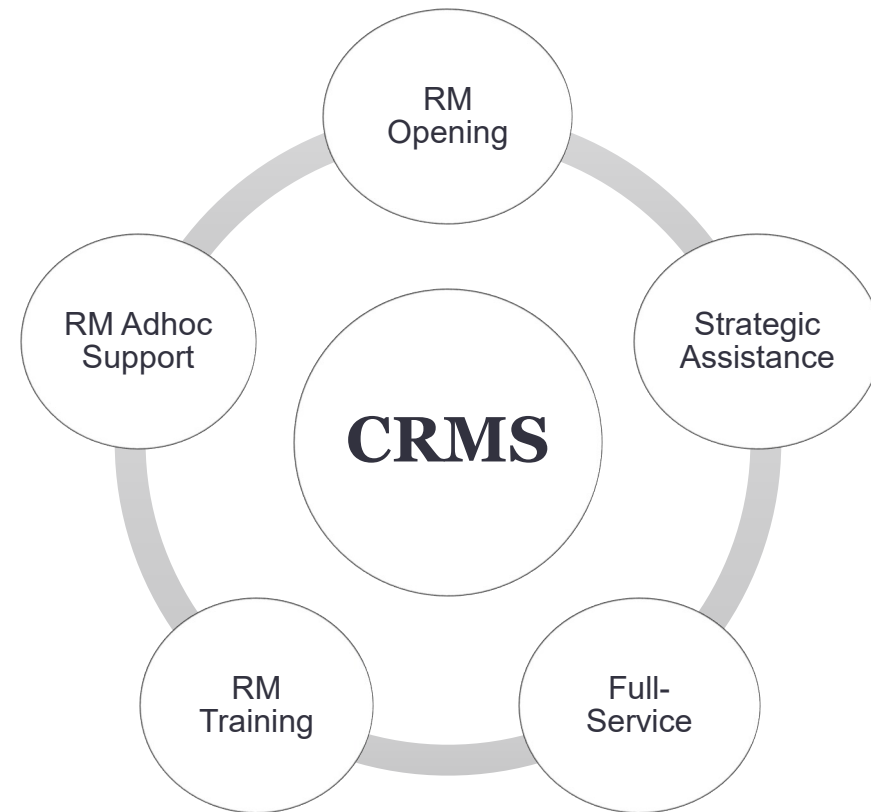 RM
Opening
Strategic
Assistance
Full-
Service
RM
Training
RM Adhoc
Support
CRMS